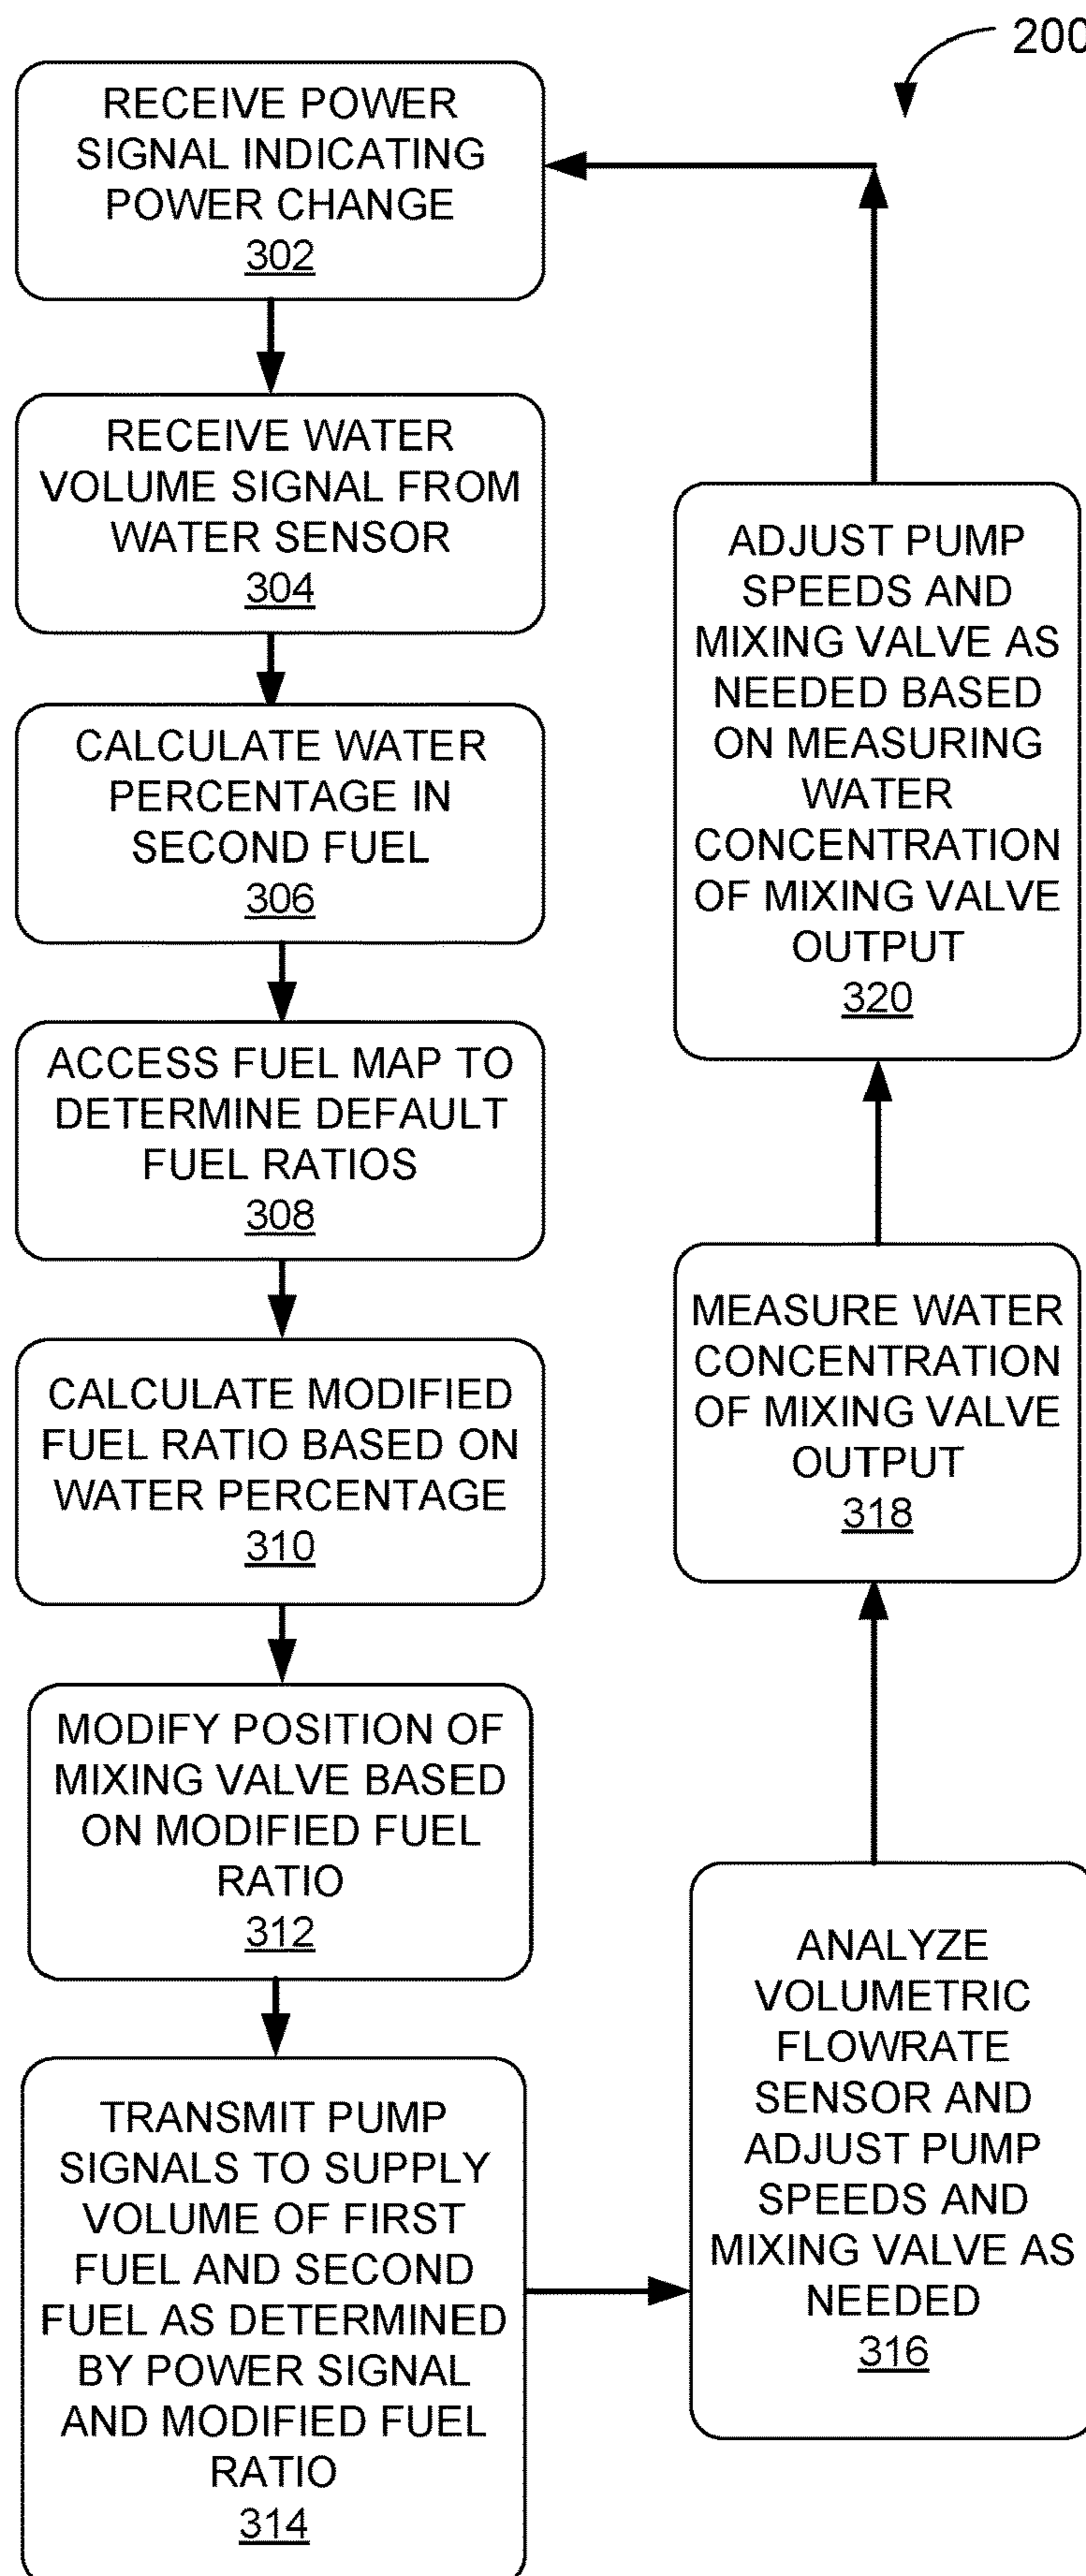 200
RECEIVE POWER
SIGNAL INDICATING
POWER CHANGE
302
RECEIVE WATER
VOLUME SIGNAL FROM
WATER SENSOR
304
CALCULATE WATER
PERCENTAGE IN
SECOND FUEL
306
ACCESS FUEL MAP TO
DETERMINE DEFAULT
FUEL RATIOS
308
CALCULATE MODIFIED
FUEL RATIO BASED ON
WATER PERCENTAGE
310
MODIFY POSITION OF
MIXING VALVE BASED
ON MODIFIED FUEL
RATIO
312
TRANSMIT PUMP
SIGNALS TO SUPPLY
VOLUME OF FIRST
FUEL AND SECOND
FUEL AS DETERMINED
BY POWER SIGNAL
AND MODIFIED FUEL
RATIO
314
ANALYZE
VOLUMETRIC
FLOWRATE
SENSOR AND
ADJUST PUMP
SPEEDS AND
MIXING VALVE AS
NEEDED
316
MEASURE WATER
CONCENTRATION
OF MIXING VALVE
OUTPUT
318
ADJUST PUMP
SPEEDS AND
MIXING VALVE AS
NEEDED BASED
ON MEASURING
WATER
CONCENTRATION
OF MIXING VALVE
OUTPUT
320